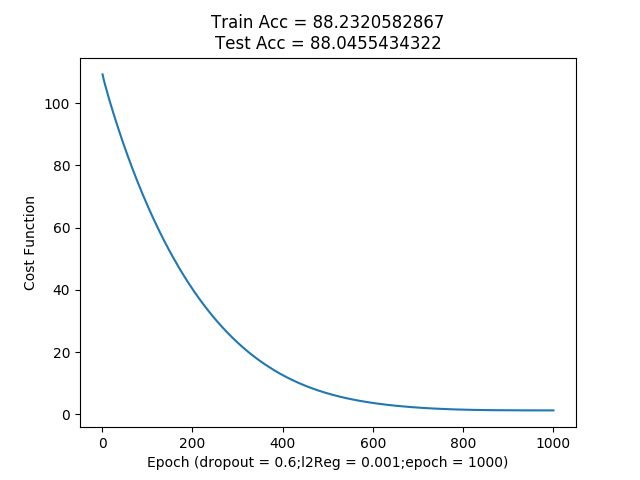 Train Acc = 88.2320582867
Test Acc = 88.0455434322
100
80
60
40
20
0
Cost Function
0 200 400 600 800 1000
Epoch (dropout = 0.6;l2Reg = 0.001;epoch = 1000)